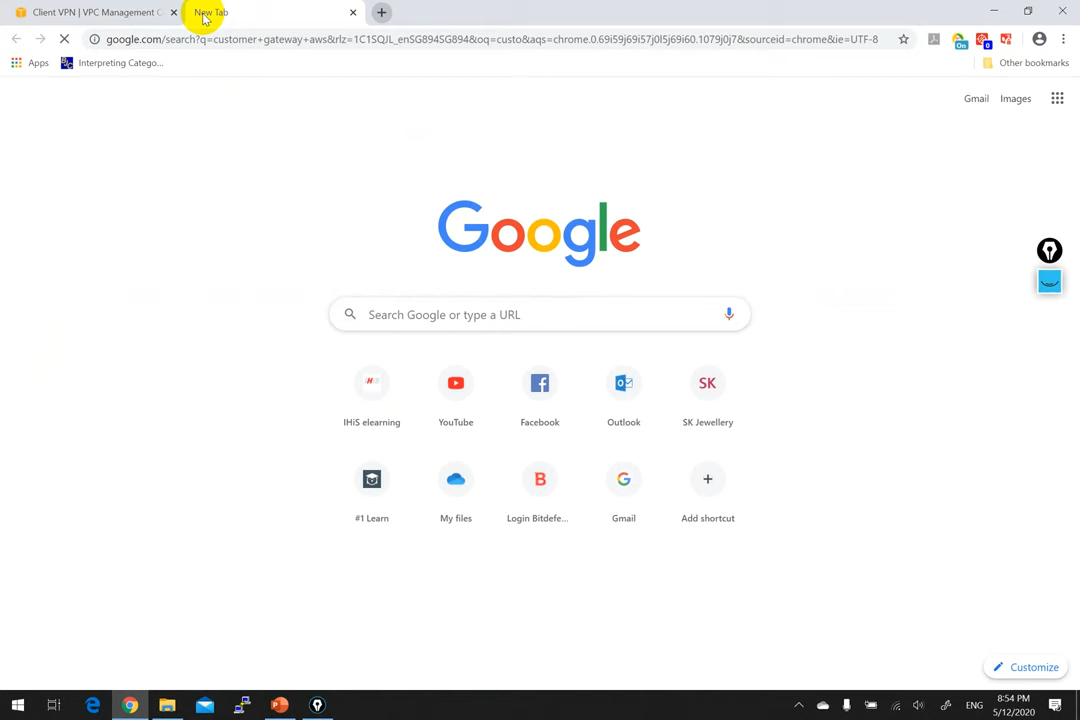 Client VPN | VPC Management C
New Tab
google.com/search?q=customer+gateway+aws&rlz=1C1SQJL_enSG894SG894&oq=custo&aqs=chrome.0.69i59j69i57j0l5j69i60.1079j0j7&sourceid=chrome&ie=UTF-8
On
0
Apps
Interpreting Catego...
Other bookmarks
Gmail
Images
Google
Search Google or type a URL
IHiS elearning
YouTube
Facebook
Outlook
SK
SK Jewellery
#1 Learn
My files
B
Login Bitdefe...
Gmail
Add shortcut
Customize
8:54 PM
ENG
5/12/2020